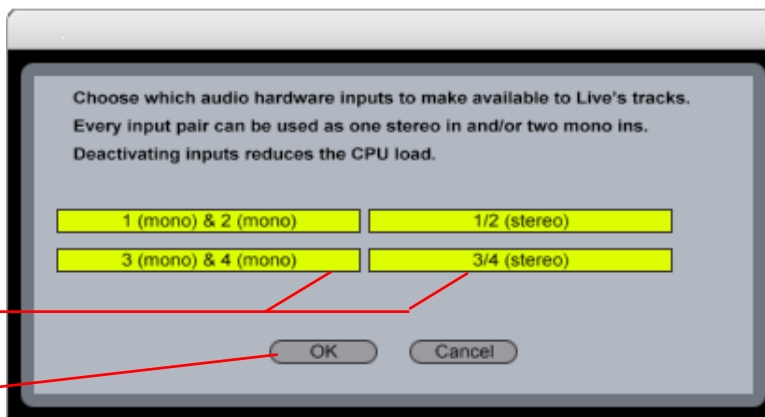 Choose which audio hardware inputs to make available to Live's tracks.
Every input pair can be used as one stereo in and/or two mono ins.
Deactivating inputs reduces the CPU load.
1 (mono) & 2 (mono) 1/2 (stereo)
3 (mono) & 4 (mono) 3/4 (stereo)
OK Cancel